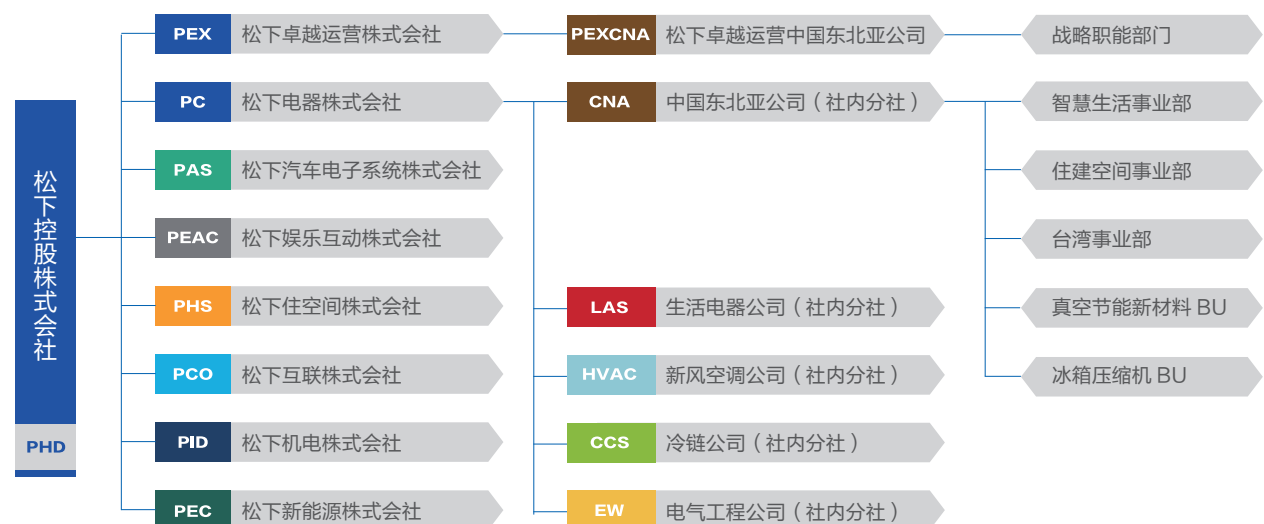 松下控股株式会社
PHD
PEX 松下卓越运营株式会社
PEXCNA 松下卓越运营中国东北亚公司
战略职能部门
PC 松下电器株式会社
CNA 中国东北亚公司（社内分社）
智慧生活事业部
PAS 松下汽车电子系统株式会社
住建空间事业部
PEAC 松下娱乐互动株式会社
台湾事业部
PHS 松下住空间株式会社
LAS 生活电器公司（社内分社）
真空节能新材料 BU
PCO 松下互联株式会社
HVAC 新风空调公司（社内分社）
冰箱压缩机 BU
PID 松下机电株式会社
CCS 冷链公司（社内分社）
PEC 松下新能源株式会社
EW 电气工程公司（社内分社）